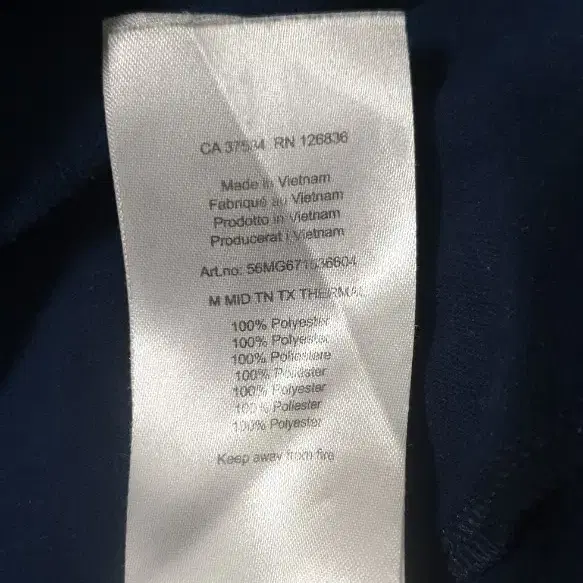 CA 37534 RN 126836
Made in Vietnam
Fabriqué au Vietnam
Prodotto in Vietnam
Producerat i Vietnam
Art.no: 56MG671536604
M MID TN TX THERMAL
100% Polyester
100% Polyester
100% Poliestere
100% Poliéster
100% Polyester
100% Poliester
100% Polyester
Keep away from fire